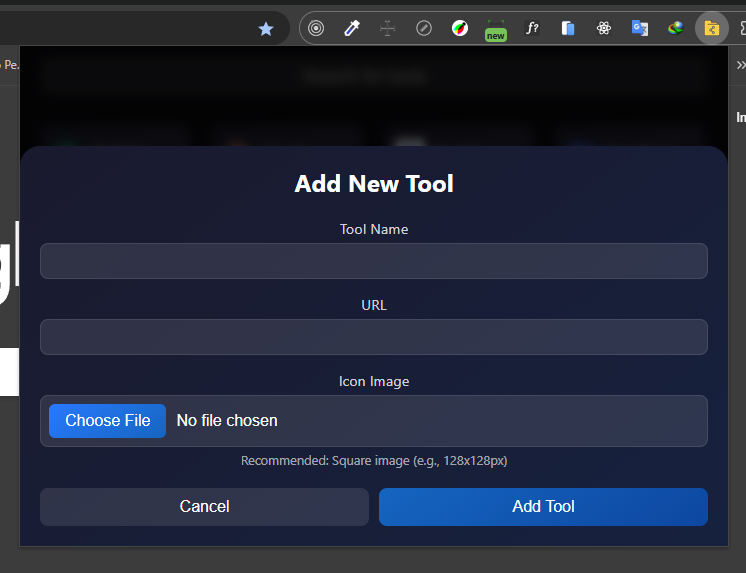 new
f?
Pe.
Add New Tool
Tool Name
URL
Icon Image
Choose File No file chosen
Recommended: Square image (e.g., 128x128px)
Cancel Add Tool